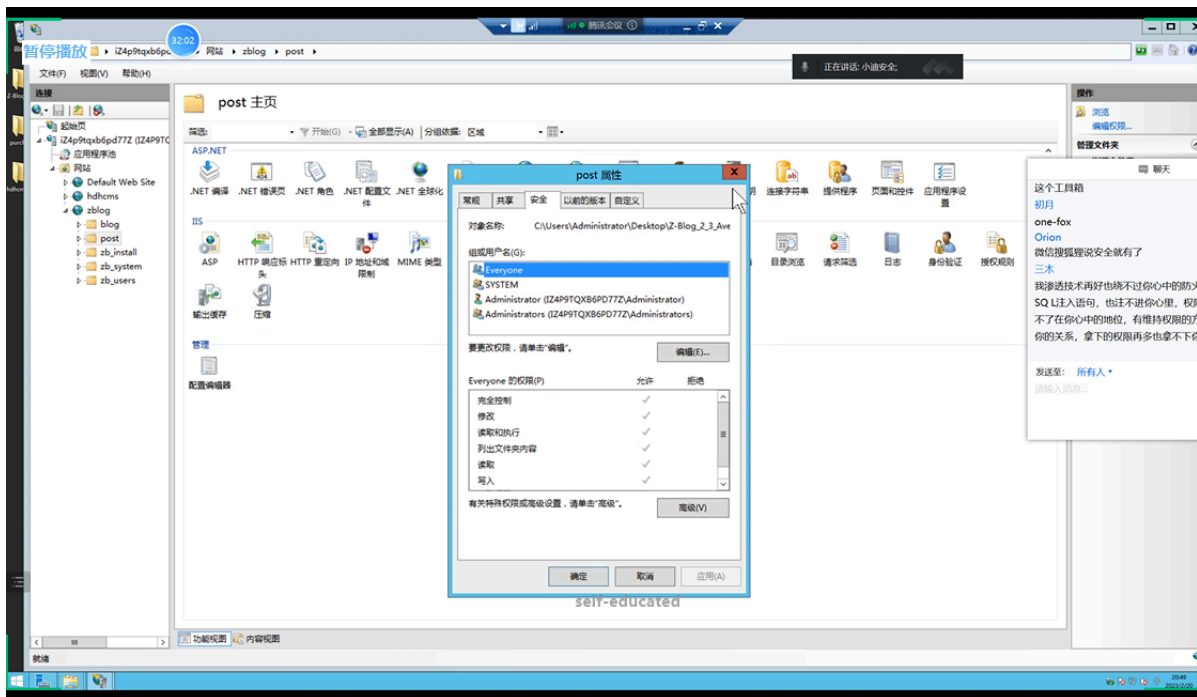 腾讯会议
32:02
暂停播放
网站 zblog post
正在讲话: 小迪安全;
文件(F) 视图(V) 帮助(H)
连接
起始页
iZ4p9tqxb6pd77Z (IZ4P9TC
应用程序池
网站
Default Web Site
hdhcms
zblog
blog
post
zb_install
zb_system
zb_users
post 主页
筛选: 开始(G) 全部显示(A) 分组依据: 区域
ASP.NET
.NET 编译 .NET 错误页 .NET 角色 .NET 配置文件 .NET 全球化
连接字符串 提供程序 页面和控件 应用程序设置
IIS
ASP HTTP 响应标头 HTTP 重定向 IP 地址和域限制 MIME 类型
目录浏览 请求筛选 日志 身份验证 授权规则
输出缓存 压缩
管理
配置编辑器
post 属性
常规 共享 安全 以前的版本 自定义
对象名称: C:\Users\Administrator\Desktop\Z-Blog_2_3_Ave
组或用户名(G):
Everyone
SYSTEM
Administrator (IZ4P9TQXB6PD77Z\Administrator)
Administrators (IZ4P9TQXB6PD77Z\Administrators)
要更改权限，请单击"编辑"。
编辑(E)...
Everyone 的权限(P) 允许 拒绝
完全控制
修改
读取和执行
列出文件夹内容
读取
写入
有关特殊权限或高级设置，请单击"高级"。
高级(V)
确定 取消 应用(A)
self-educated
功能视图 内容视图
就绪
操作
浏览
编辑权限...
管理文件夹
聊天
这个工具箱
初月
one-fox
Orion
微信搜狐狸说安全就有了
三木
我渗透技术再好也绕不过你心中的防火
SQ L注入语句，也注不进你心里，权限
不了在你心中的地位，有维持权限的方
你的关系，拿下的权限再多也拿不下你
发送至: 所有人
请输入消息...
20:49
2023/2/20